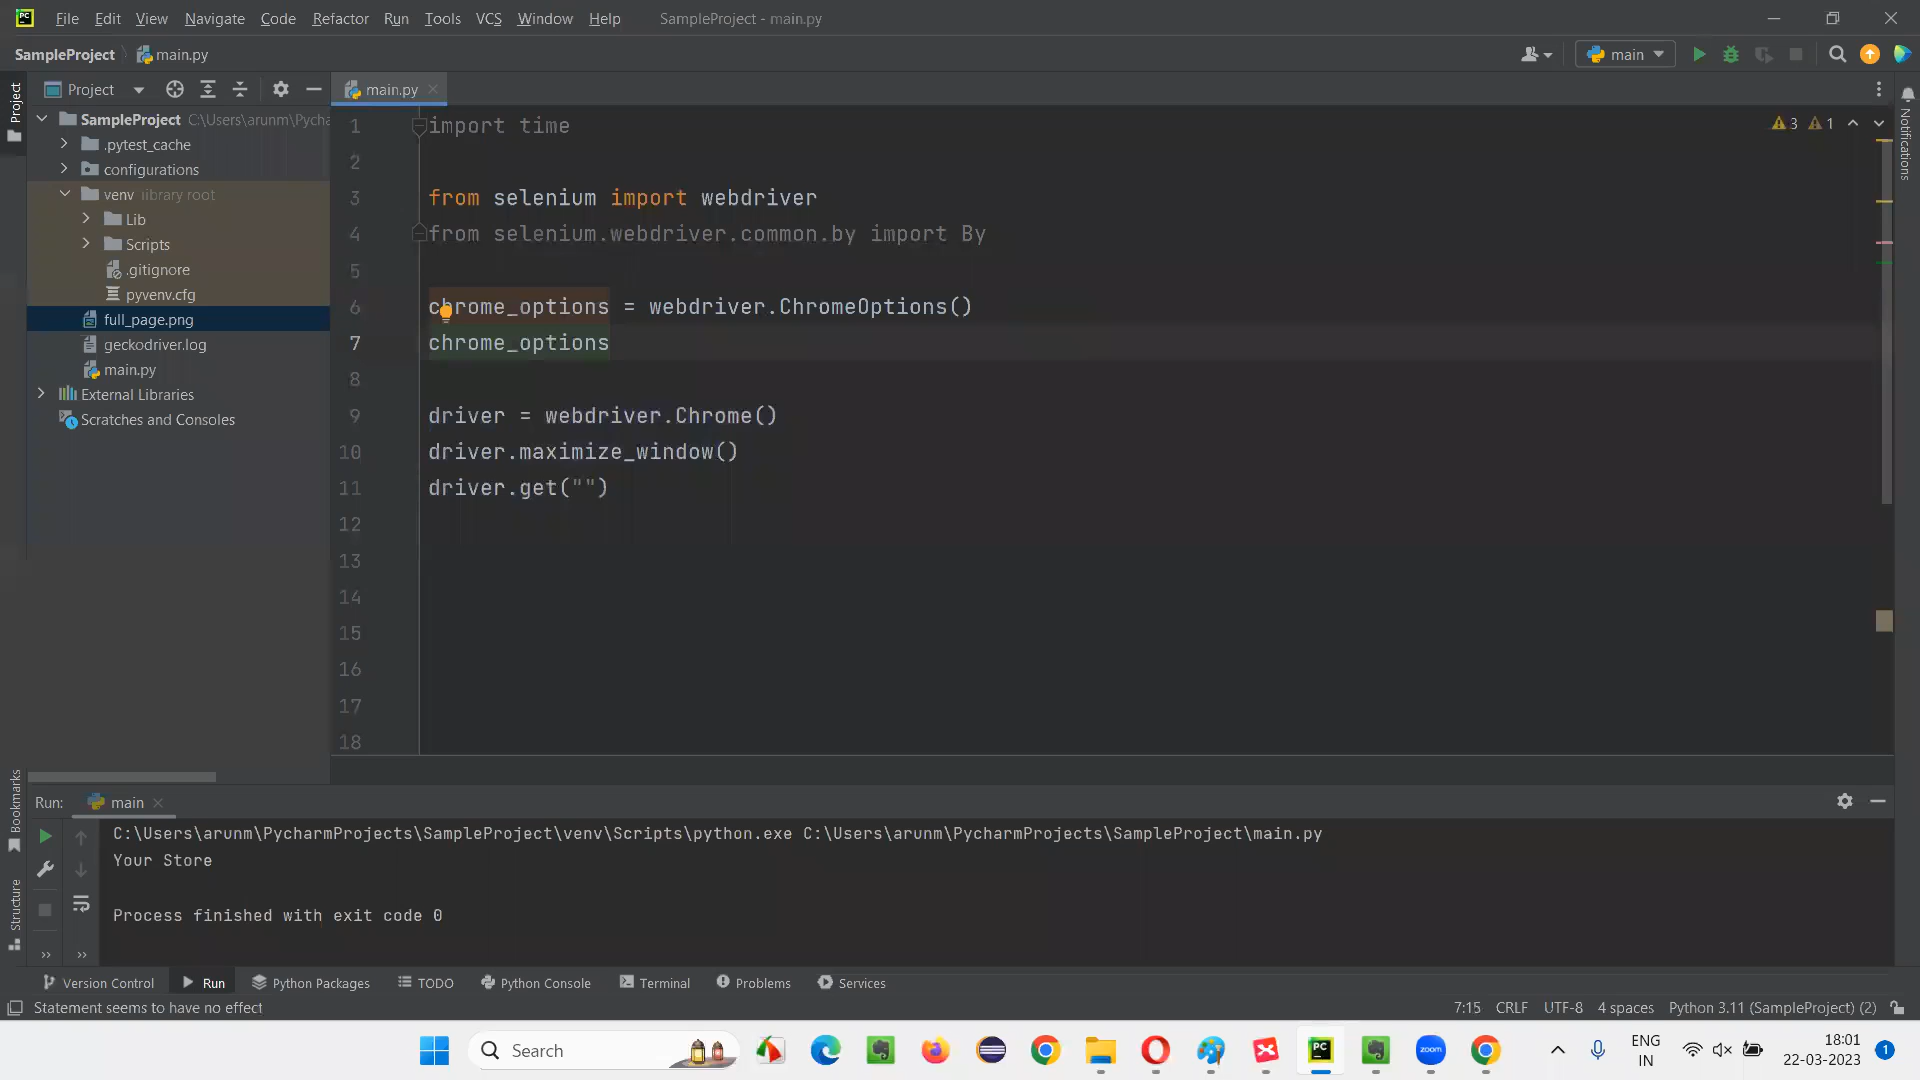 File Edit View Navigate Code Refactor Run Tools VCS Window Help SampleProject - main.py
SampleProject main.py main
Project main.py
Project
Notifications
SampleProject C:\Users\arunm\Pycha
.pytest_cache
configurations
venv library root
Lib
Scripts
.gitignore
pyvenv.cfg
full_page.png
geckodriver.log
main.py
External Libraries
Scratches and Consoles
3 1
1 import time
2
3 from selenium import webdriver
4 from selenium.webdriver.common.by import By
5
6 chrome_options = webdriver.ChromeOptions()
7 chrome_options
8
9 driver = webdriver.Chrome()
10 driver.maximize_window()
11 driver.get("")
12
13
14
15
16
17
18
Bookmarks
Structure
Run: main
C:\Users\arunm\PycharmProjects\SampleProject\venv\Scripts\python.exe C:\Users\arunm\PycharmProjects\SampleProject\main.py
Your Store
Process finished with exit code 0
Version Control Run Python Packages TODO Python Console Terminal Problems Services
Statement seems to have no effect 7:15 CRLF UTF-8 4 spaces Python 3.11 (SampleProject) (2)
Search
zoom
ENG
IN
18:01
22-03-2023
1